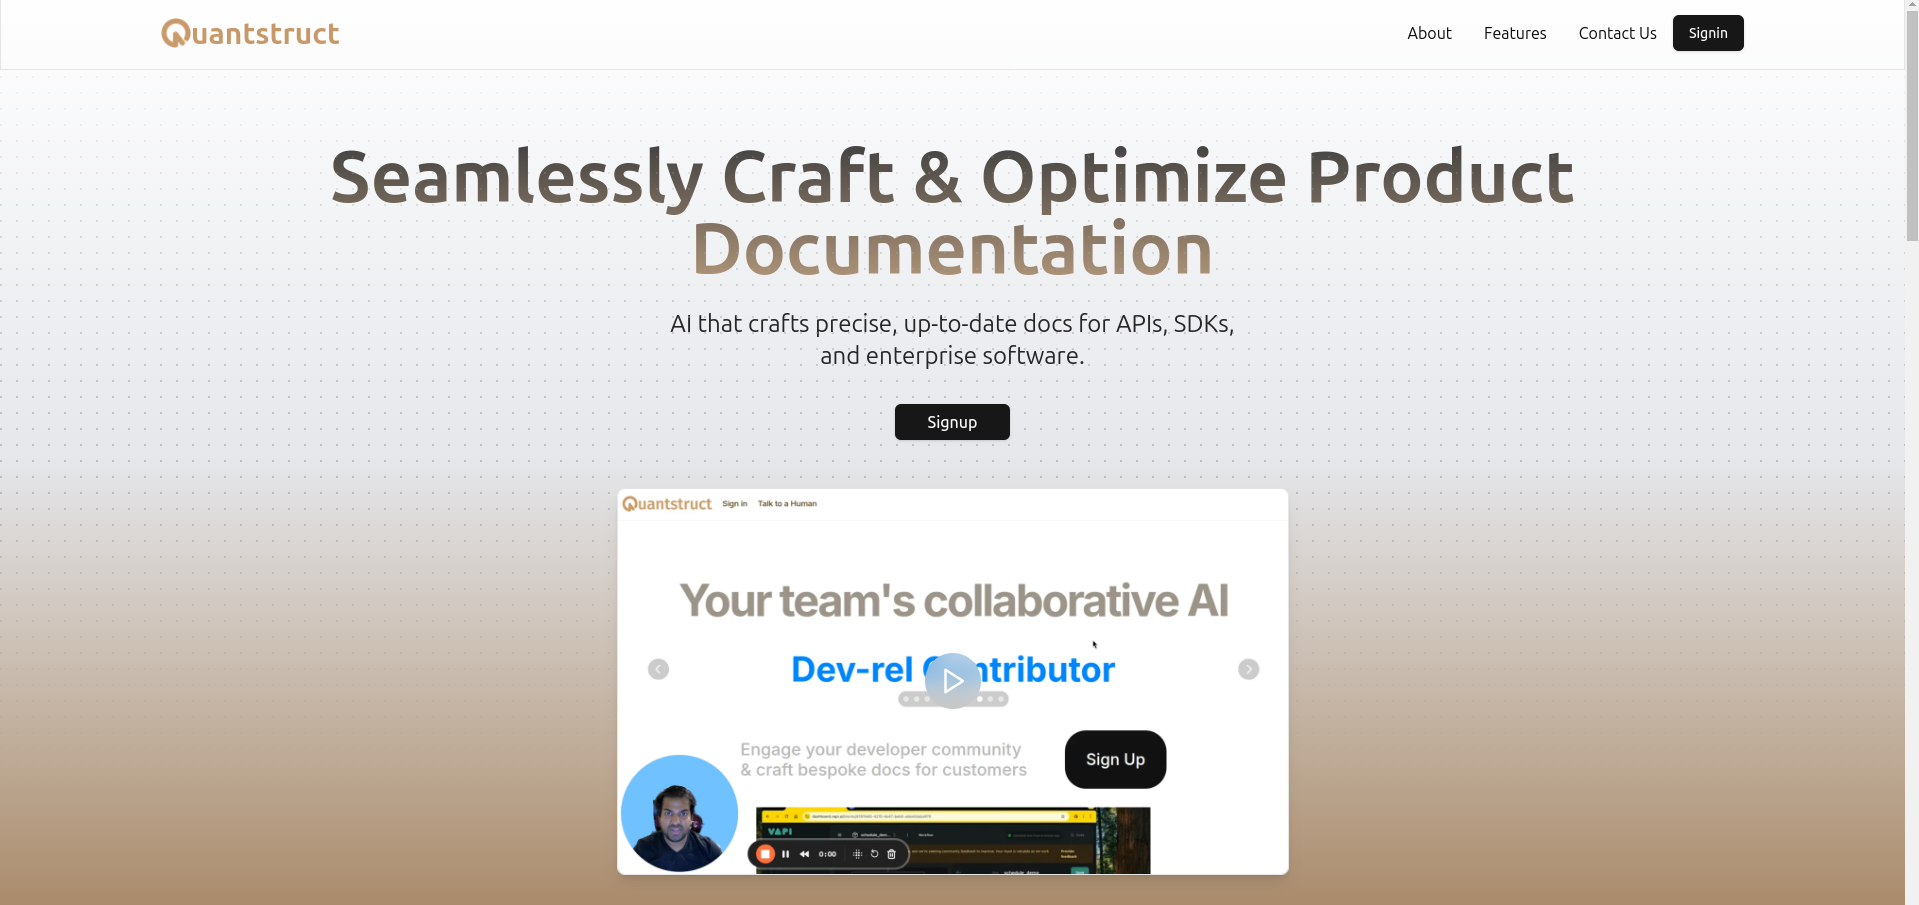 Quantstruct
About
Features
Contact Us
Signin
Seamlessly Craft & Optimize Product
Documentation
AI that crafts precise, up-to-date docs for APIs, SDKs,
and enterprise software.
Signup
Quantstruct
Sign in
Talk to a Human
Your team's collaborative AI
Dev-rel Contributor
Engage your developer community
& craft bespoke docs for customers
Sign Up
VAPI
0:00